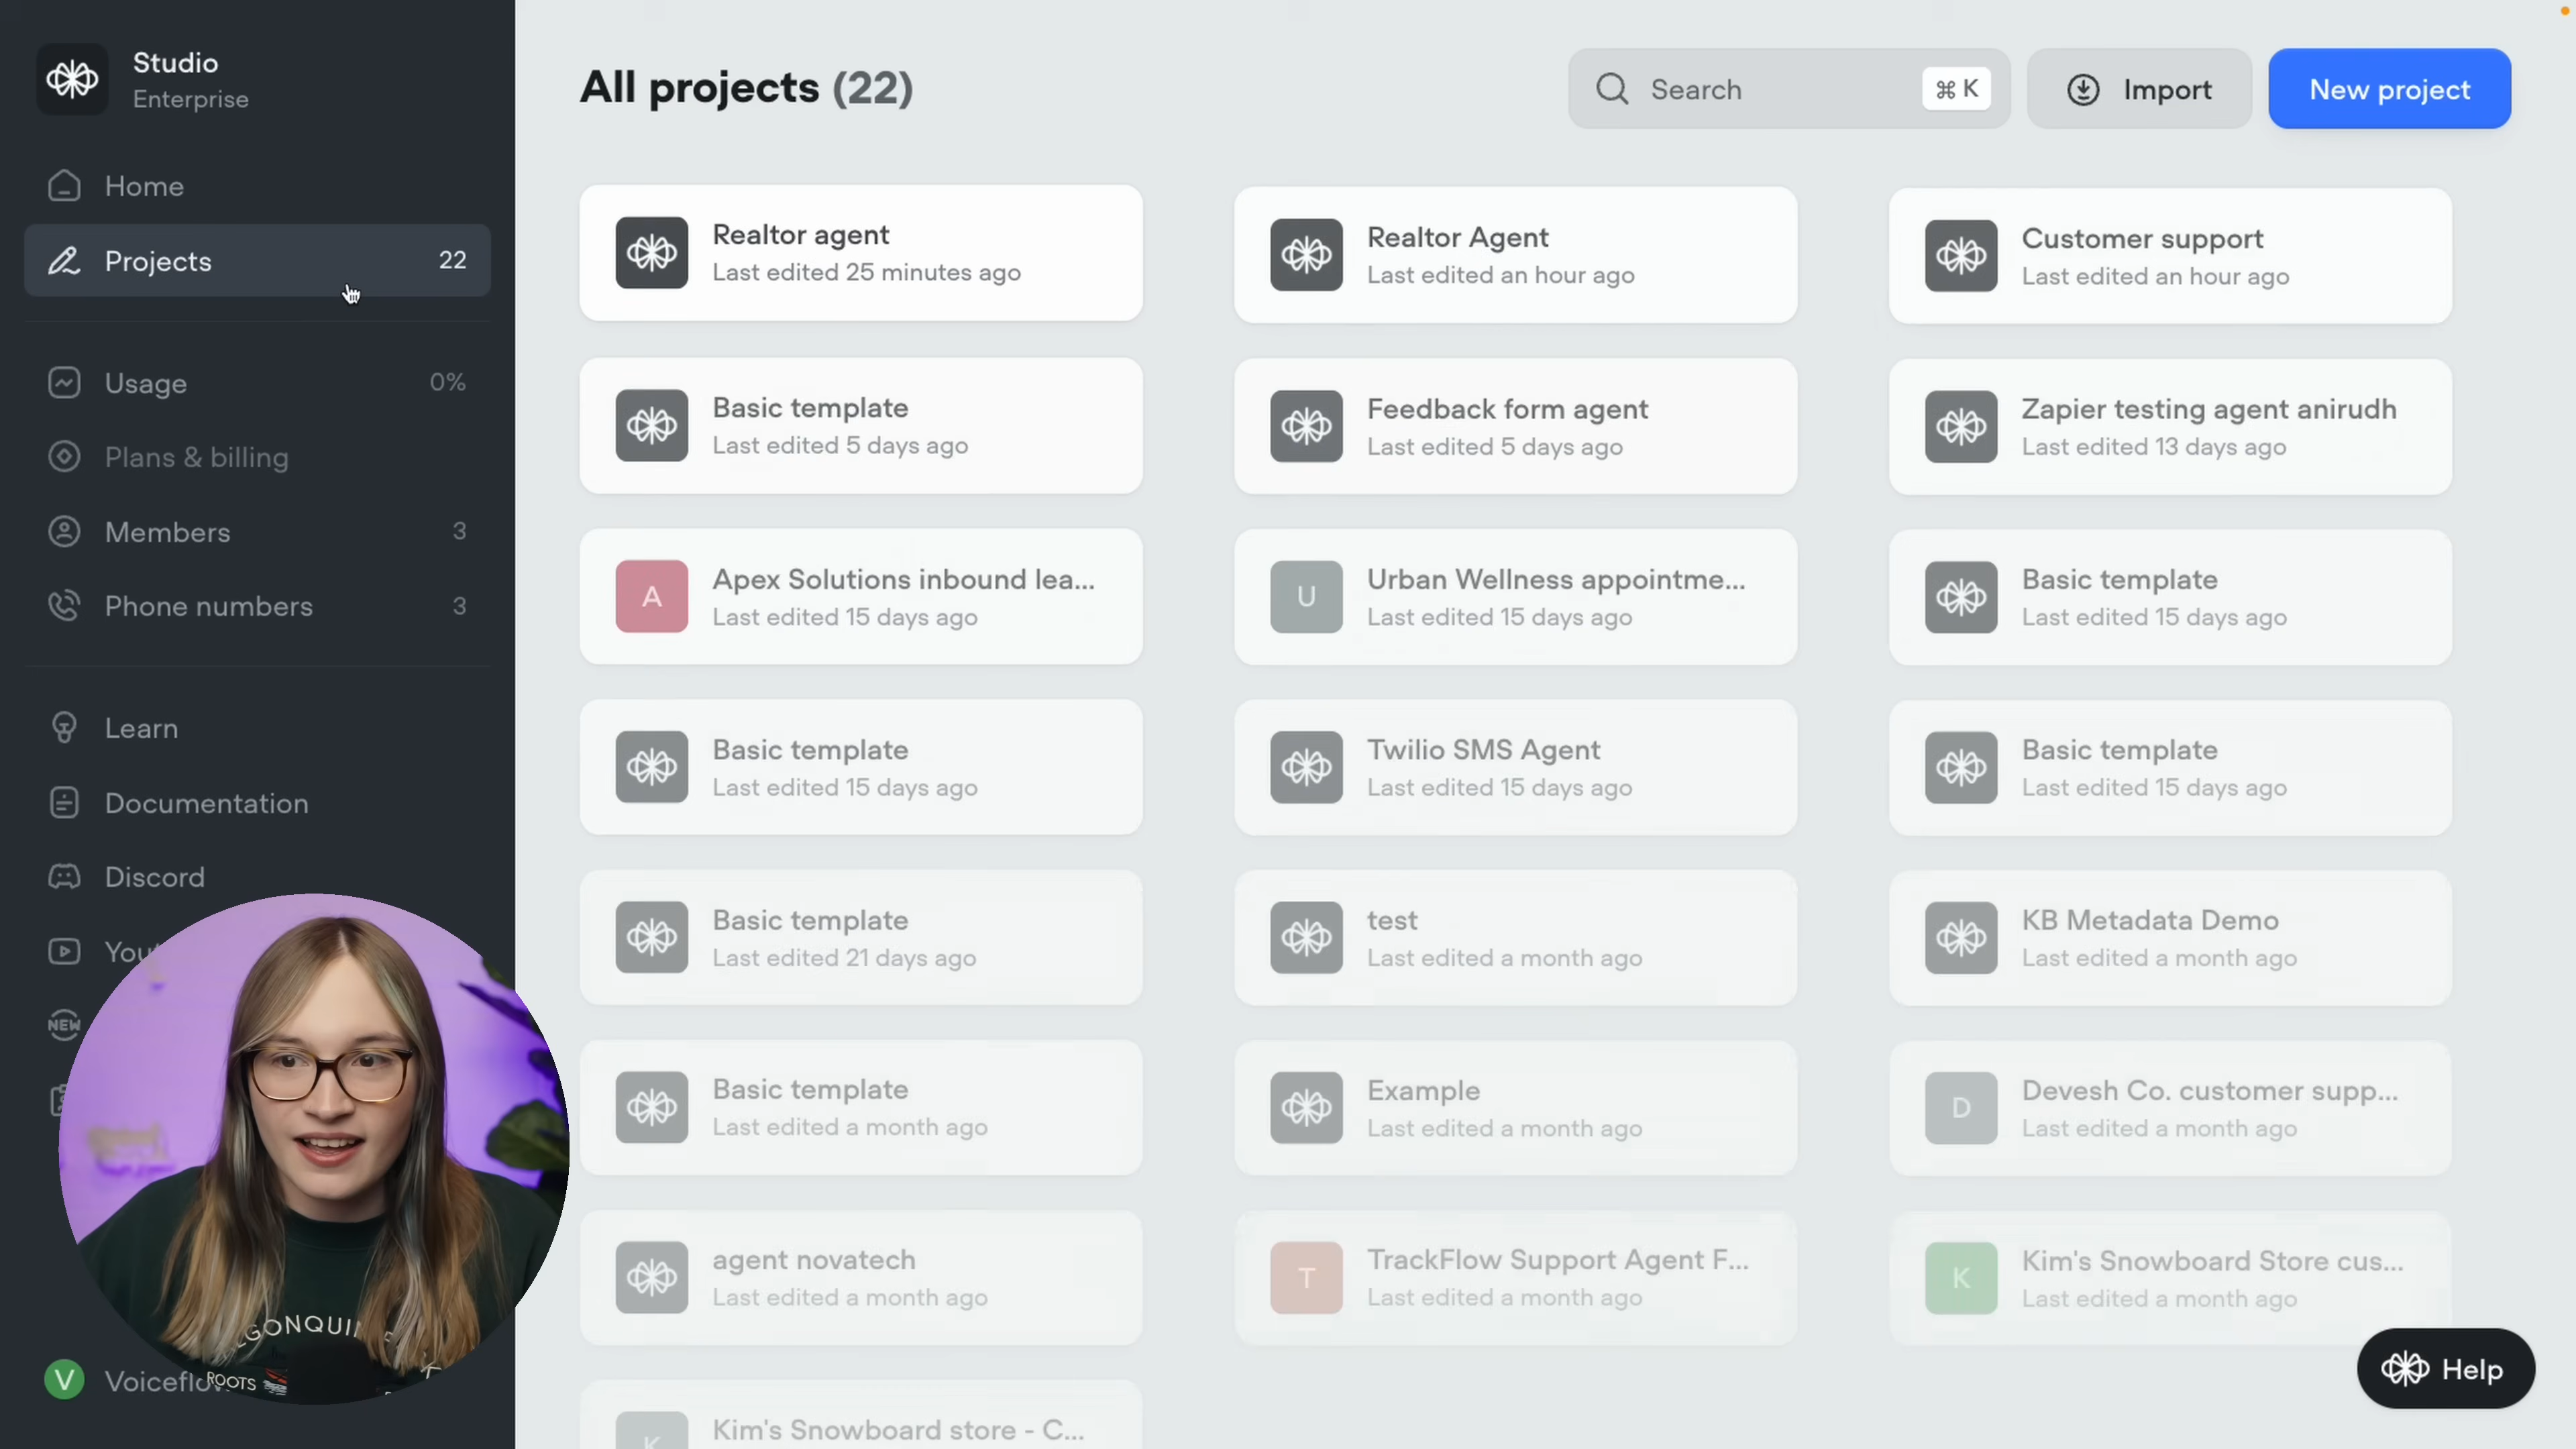 Studio
Enterprise
Home
Projects 22
Usage 0%
Plans & billing
Members 3
Phone numbers 3
Learn
Documentation
Discord
You
NEW
Voiceflow
ROOTS
All projects (22)
Search ⌘ K
Import
New project
Realtor agent
Last edited 25 minutes ago
Realtor Agent
Last edited an hour ago
Customer support
Last edited an hour ago
Basic template
Last edited 5 days ago
Feedback form agent
Last edited 5 days ago
Zapier testing agent anirudh
Last edited 13 days ago
A
Apex Solutions inbound lea...
Last edited 15 days ago
U
Urban Wellness appointme...
Last edited 15 days ago
Basic template
Last edited 15 days ago
Basic template
Last edited 15 days ago
Twilio SMS Agent
Last edited 15 days ago
Basic template
Last edited 15 days ago
Basic template
Last edited 21 days ago
test
Last edited a month ago
KB Metadata Demo
Last edited a month ago
Basic template
Last edited a month ago
Example
Last edited a month ago
D
Devesh Co. customer supp...
Last edited a month ago
agent novatech
Last edited a month ago
T
TrackFlow Support Agent F...
Last edited a month ago
K
Kim's Snowboard Store cus...
Last edited a month ago
K
Kim's Snowboard store - C...
V
Help